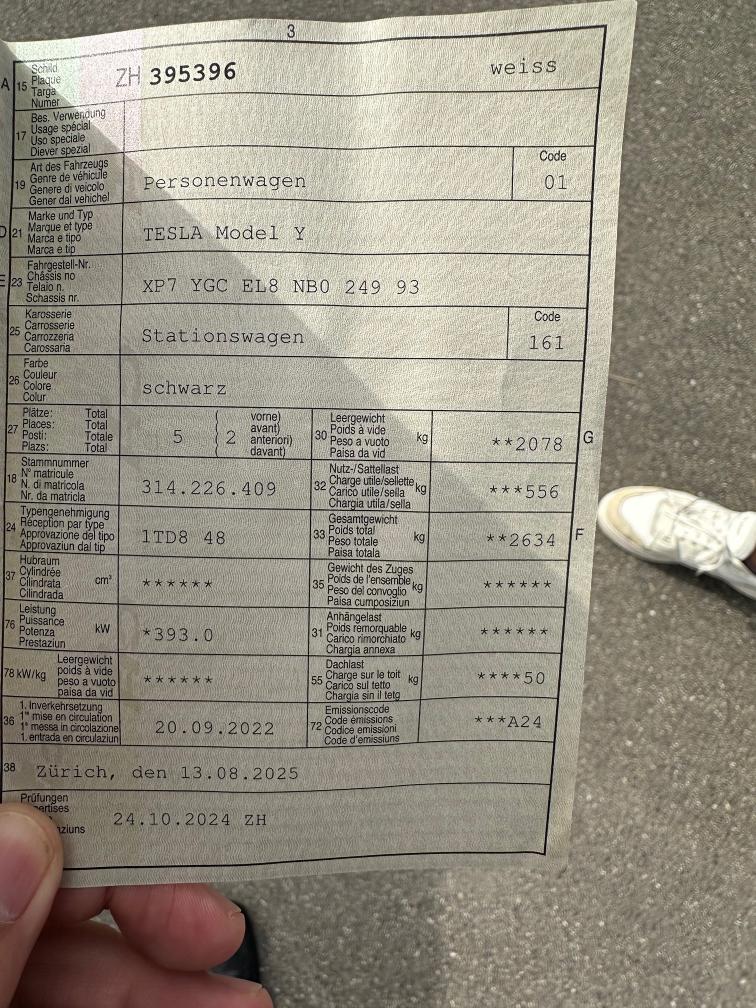 3
A 15 Schild Plaque Targa Numer ZH 395396 weiss
17 Bes. Verwendung Usage spécial Uso speciale Diever spezial
19 Art des Fahrzeugs Genre de véhicule Genere di veicolo Gener dal vehichel Personenwagen Code 01
D 21 Marke und Typ Marque et type Marca e tipo Marca e tip TESLA Model Y
E 23 Fahrgestell-Nr. Châssis no Telaio n. Schassis nr. XP7 YGC EL8 NB0 249 93
25 Karosserie Carrosserie Carrozzeria Carossaria Stationswagen Code 161
26 Farbe Couleur Colore Colur schwarz
27 Plätze: Total Places: Total Posti: Totale Plazs: Total 5 ( 2 vorne) avant) anteriori) davant) 30 Leergewicht Poids à vide Peso a vuoto Paisa da vid kg **2078 G
18 Stammnummer N° matricule N. di matricola Nr. da matricla 314.226.409 32 Nutz-/Sattellast Charge utile/sellette Carico utile/sella Chargia utila/sella kg ***556
24 Typengenehmigung Réception par type Approvazione del tipo Approvaziun dal tip 1TD8 48 33 Gesamtgewicht Poids total Peso totale Paisa totala kg **2634 F
37 Hubraum Cylindrée Cilindrata Cilindrada cm³ ****** 35 Gewicht des Zuges Poids de l'ensemble Peso del convoglio Paisa cumposiziun kg ******
76 Leistung Puissance Potenza Prestaziun kW *393.0 31 Anhängelast Poids remorquable Carico rimorchiato Chargia annexa kg ******
78 kW/kg Leergewicht poids à vide peso a vuoto paisa da vid ****** 55 Dachlast Charge sur le toit Carico sul tetto Chargia sin il tetg kg ****50
36 1. Inverkehrsetzung 1re mise en circulation 1a messa in circolazione 1. entrada en circulaziun 20.09.2022 72 Emissionscode Code émissions Codice emissioni Code d'emissiuns ***A24
38 Zürich, den 13.08.2025
Prüfungen 24.10.2024 ZH